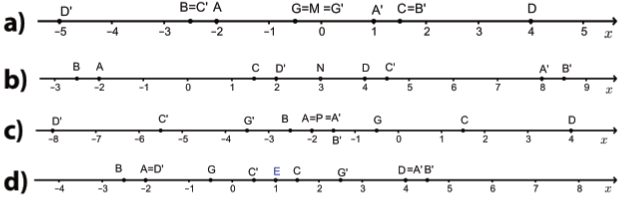 D' B=C' A G=M =G' A' C=B' D
a) -5 -4 -3 -2 -1 0 1 2 3 4 5 x
B A C D' N D C' A' B'
b) -3 -2 -1 0 1 2 3 4 5 6 7 8 9 x
D' C' G' B A=P =A' G C D
B'
c) -8 -7 -6 -5 -4 -3 -2 -1 0 1 2 3 4 x
B A=D' G C' E C G' D=A' B'
d) -4 -3 -2 -1 0 1 2 3 4 5 6 7 8 x